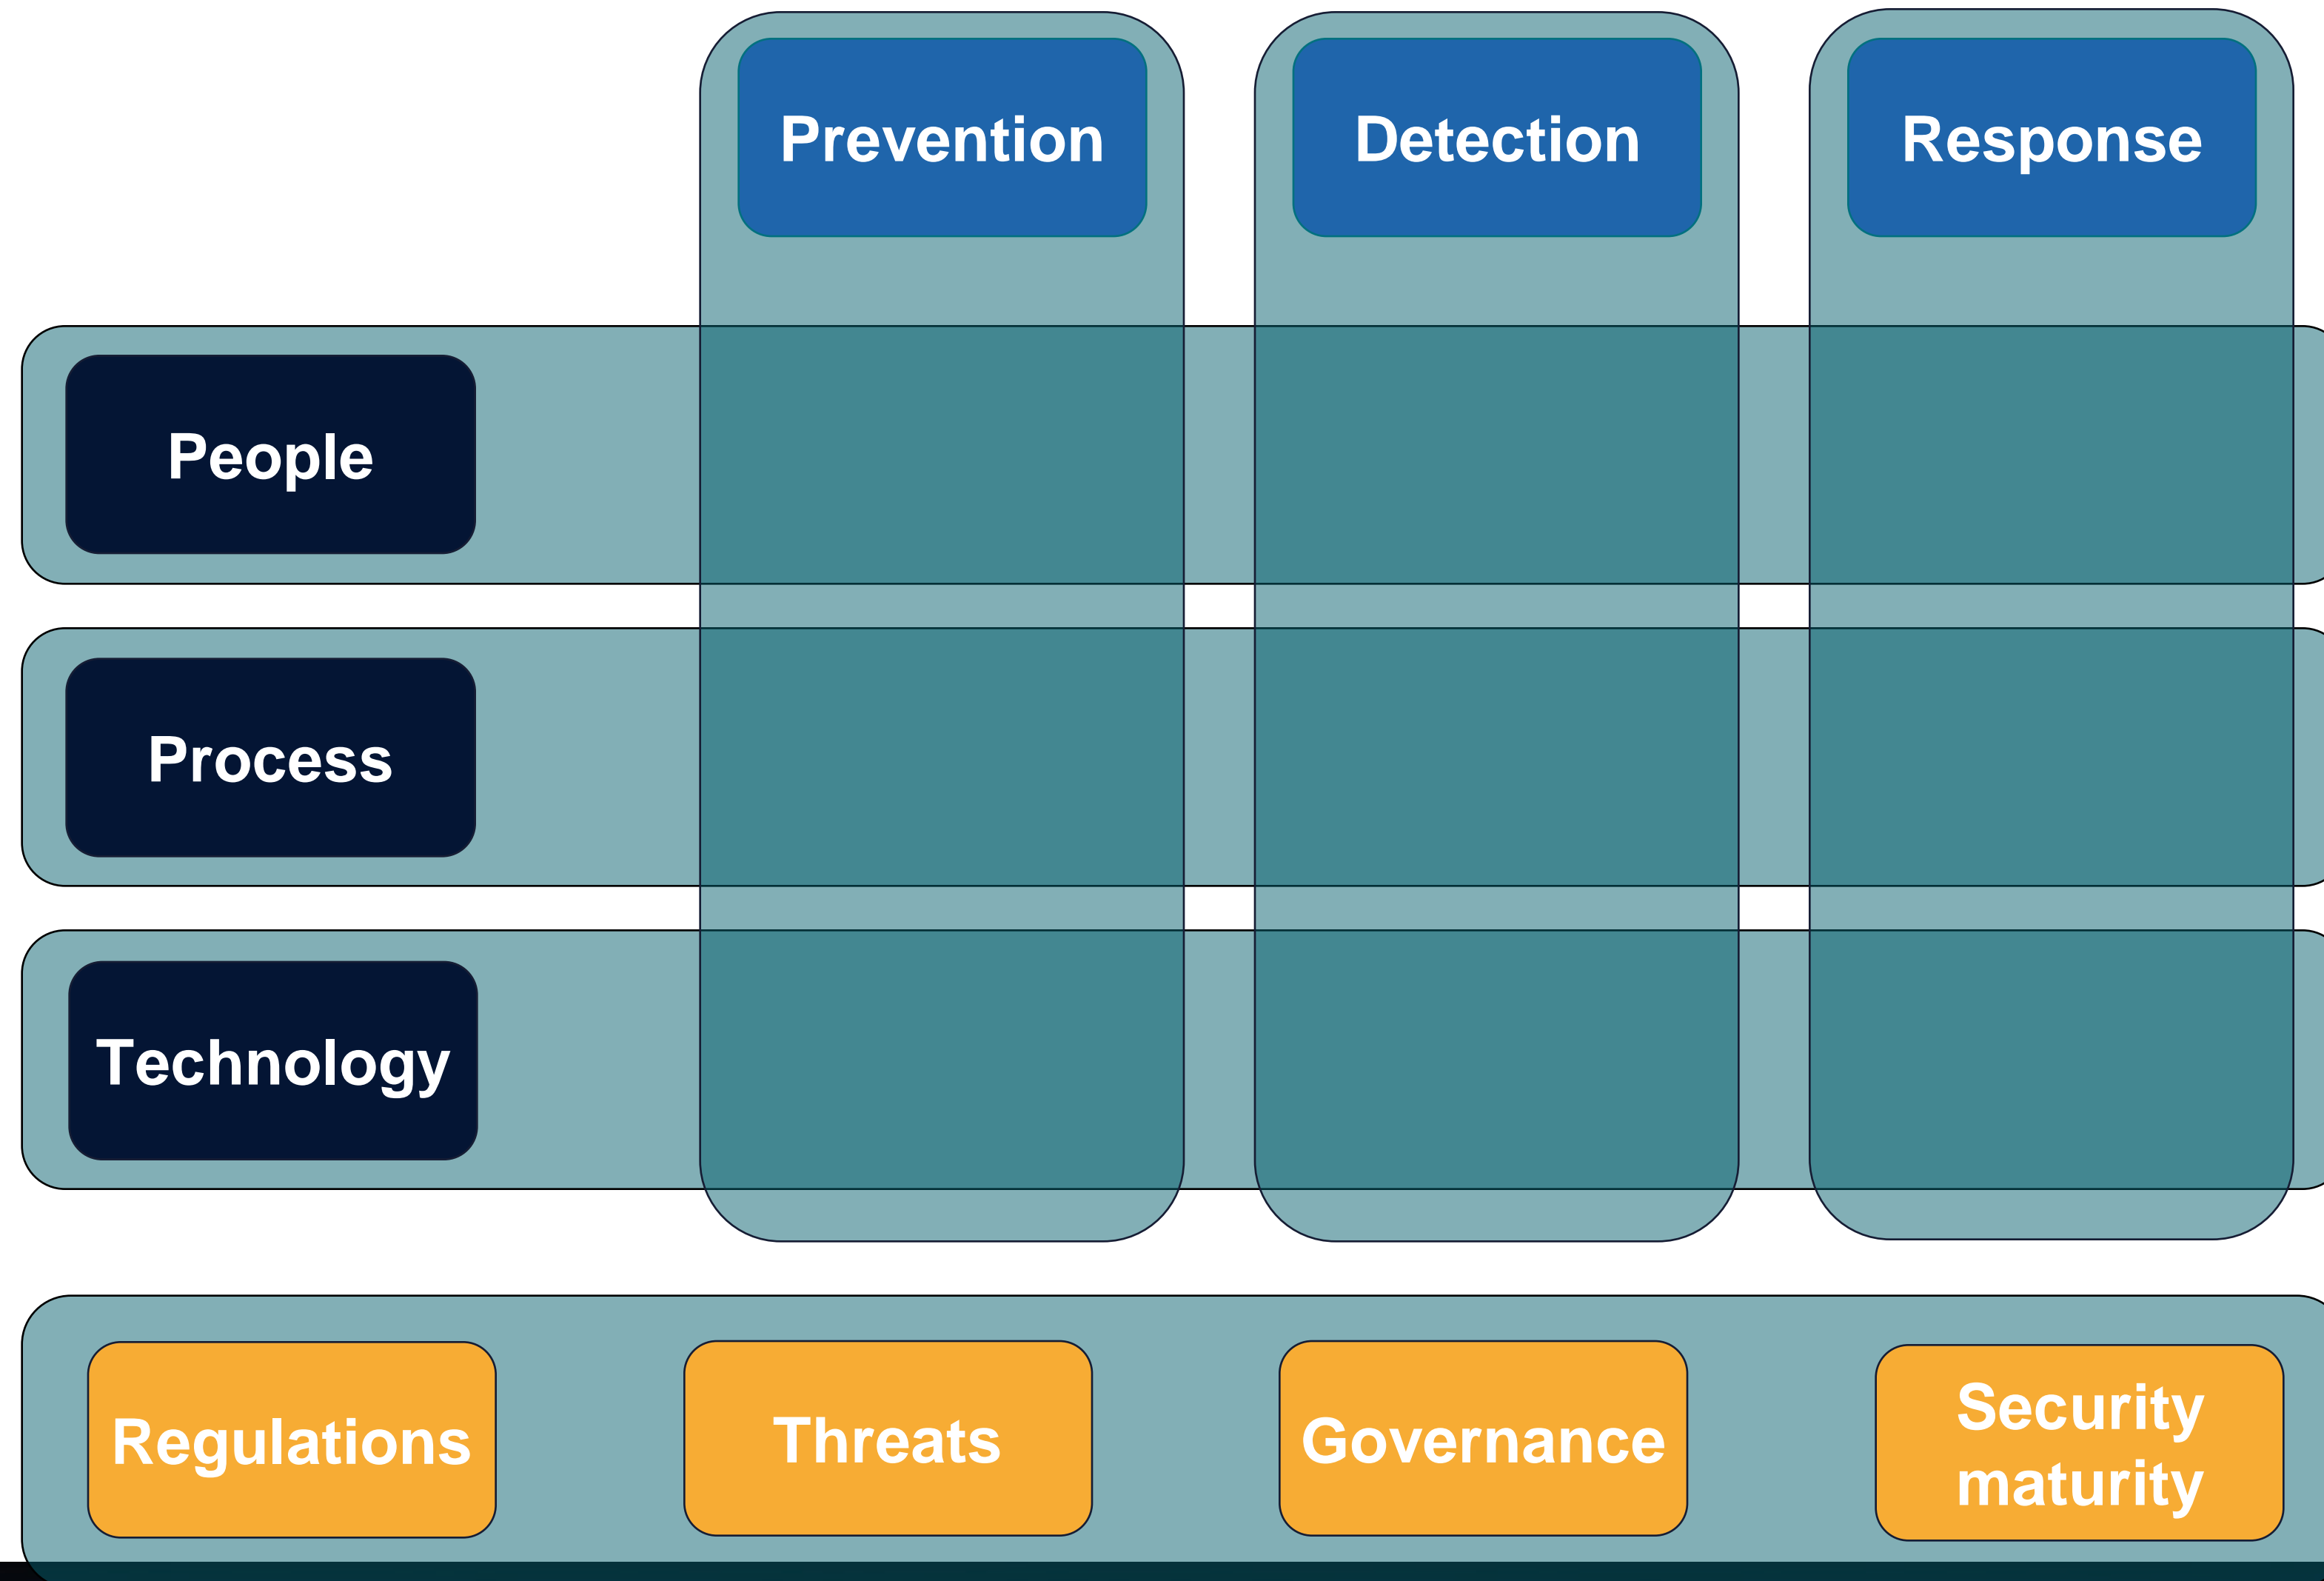 Prevention
Detection
Response
People
Process
Technology
Regulations
Threats
Governance
Security
maturity